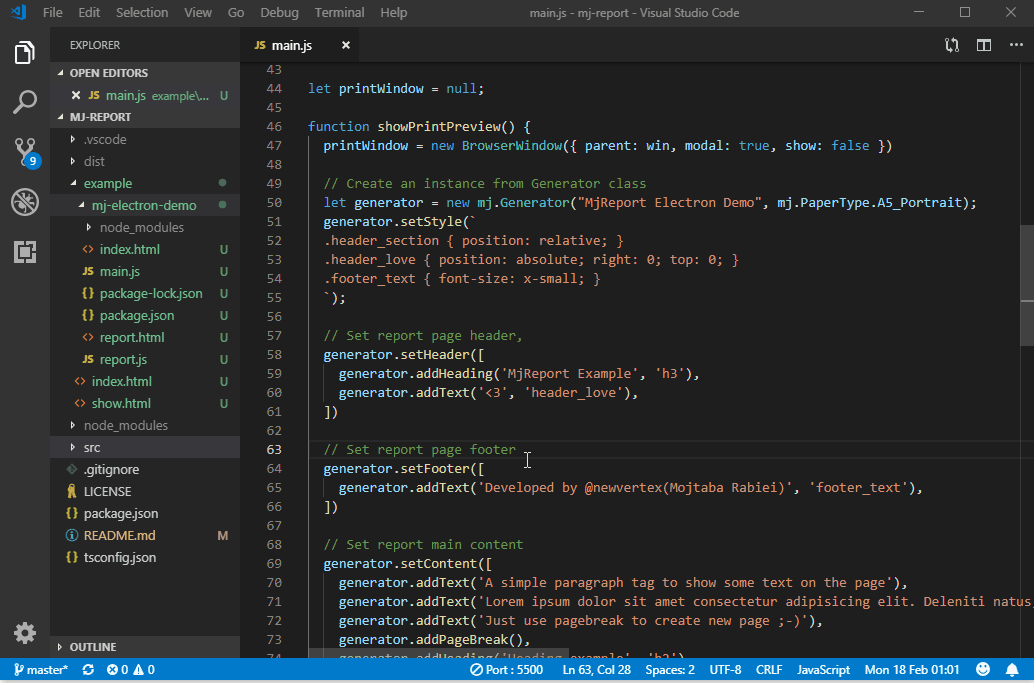 File Edit Selection View Go Debug Terminal Help main.js - mj-report - Visual Studio Code
EXPLORER
OPEN EDITORS
JS main.js example\... U
MJ-REPORT
.vscode
dist
example
mj-electron-demo
node_modules
<> index.html U
JS main.js U
{} package-lock.json U
{} package.json U
<> report.html U
JS report.js U
<> index.html U
<> show.html U
node_modules
src
.gitignore
LICENSE
{} package.json
README.md M
{} tsconfig.json
OUTLINE
9
JS main.js ×
43
44 let printWindow = null;
45
46 function showPrintPreview() {
47 printWindow = new BrowserWindow({ parent: win, modal: true, show: false })
48
49 // Create an instance from Generator class
50 let generator = new mj.Generator("MjReport Electron Demo", mj.PaperType.A5_Portrait);
51 generator.setStyle(`
52 .header_section { position: relative; }
53 .header_love { position: absolute; right: 0; top: 0; }
54 .footer_text { font-size: x-small; }
55 `);
56
57 // Set report page header,
58 generator.setHeader([
59 generator.addHeading('MjReport Example', 'h3'),
60 generator.addText('<3', 'header_love'),
61 ])
62
63 // Set report page footer
64 generator.setFooter([
65 generator.addText('Developed by @newvertex(Mojtaba Rabiei)', 'footer_text'),
66 ])
67
68 // Set report main content
69 generator.setContent([
70 generator.addText('A simple paragraph tag to show some text on the page'),
71 generator.addText('Lorem ipsum dolor sit amet consectetur adipisicing elit. Deleniti natus,
72 generator.addText('Just use pagebreak to create new page ;-)'),
73 generator.addPageBreak(),
74 generator.addHeading('Heading example', 'h2')
master* 0 0 Port : 5500 Ln 63, Col 28 Spaces: 2 UTF-8 CRLF JavaScript Mon 18 Feb 01:01